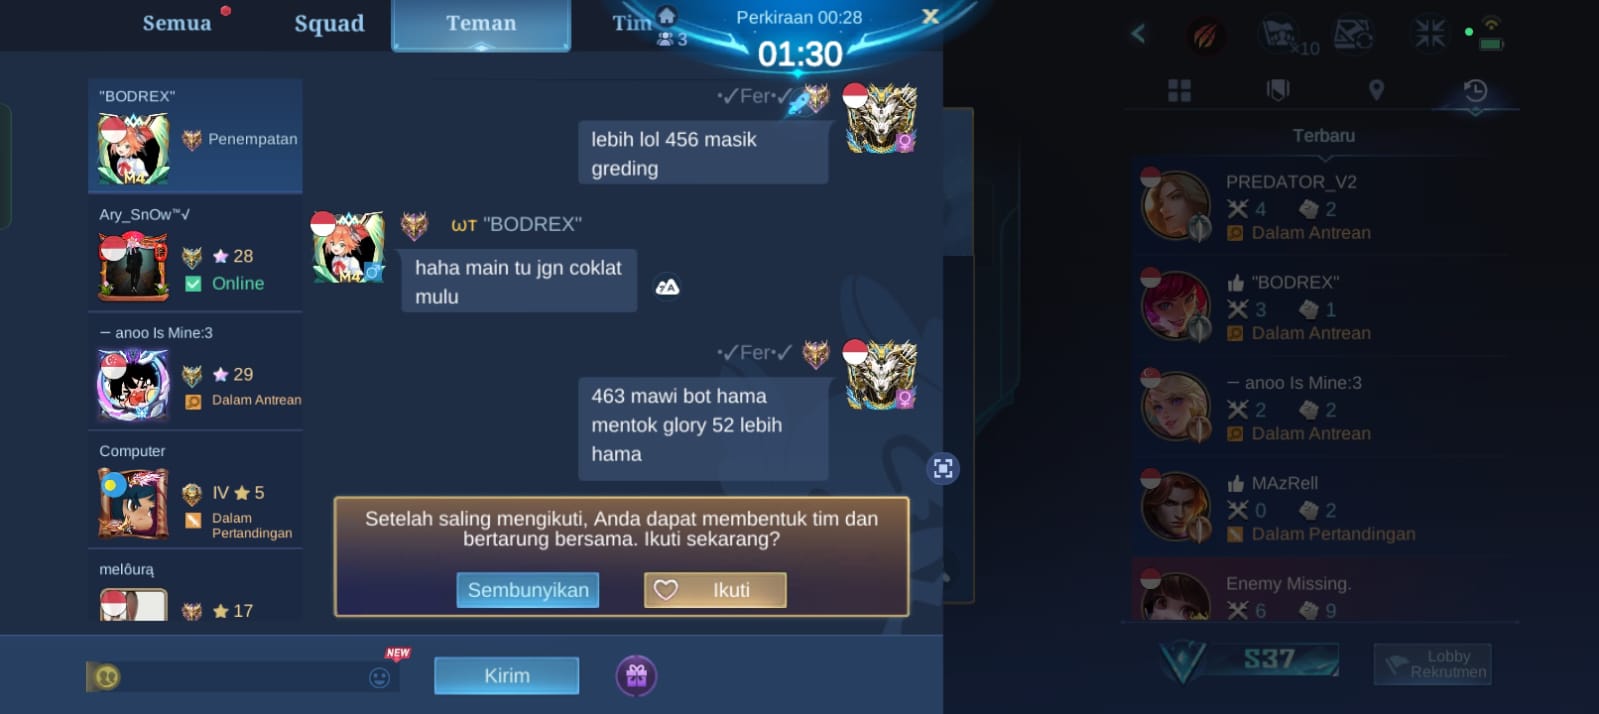 Semua
Squad
Teman
Tim
3
Perkiraan 00:28
01:30
X
"BODREX"
M4
Penempatan
Ary_SnOw™√
28
Online
— anoo Is Mine:3
29
Dalam Antrean
Computer
IV ★ 5
Dalam
Pertandingan
melôurą
★ 17
•✓Fer•✓
lebih lol 456 masik
greding
ωτ "BODREX"
M4
haha main tu jgn coklat
mulu
•✓Fer•✓
463 mawi bot hama
mentok glory 52 lebih
hama
Setelah saling mengikuti, Anda dapat membentuk tim dan
bertarung bersama. Ikuti sekarang?
Sembunyikan
Ikuti
NEW
Kirim
×10
Terbaru
PREDATOR_V2
4 2
Dalam Antrean
"BODREX"
3 1
Dalam Antrean
— anoo Is Mine:3
2 2
Dalam Antrean
MAzRell
0 2
Dalam Pertandingan
Enemy Missing.
6 9
S37
Lobby
Rekrutmen